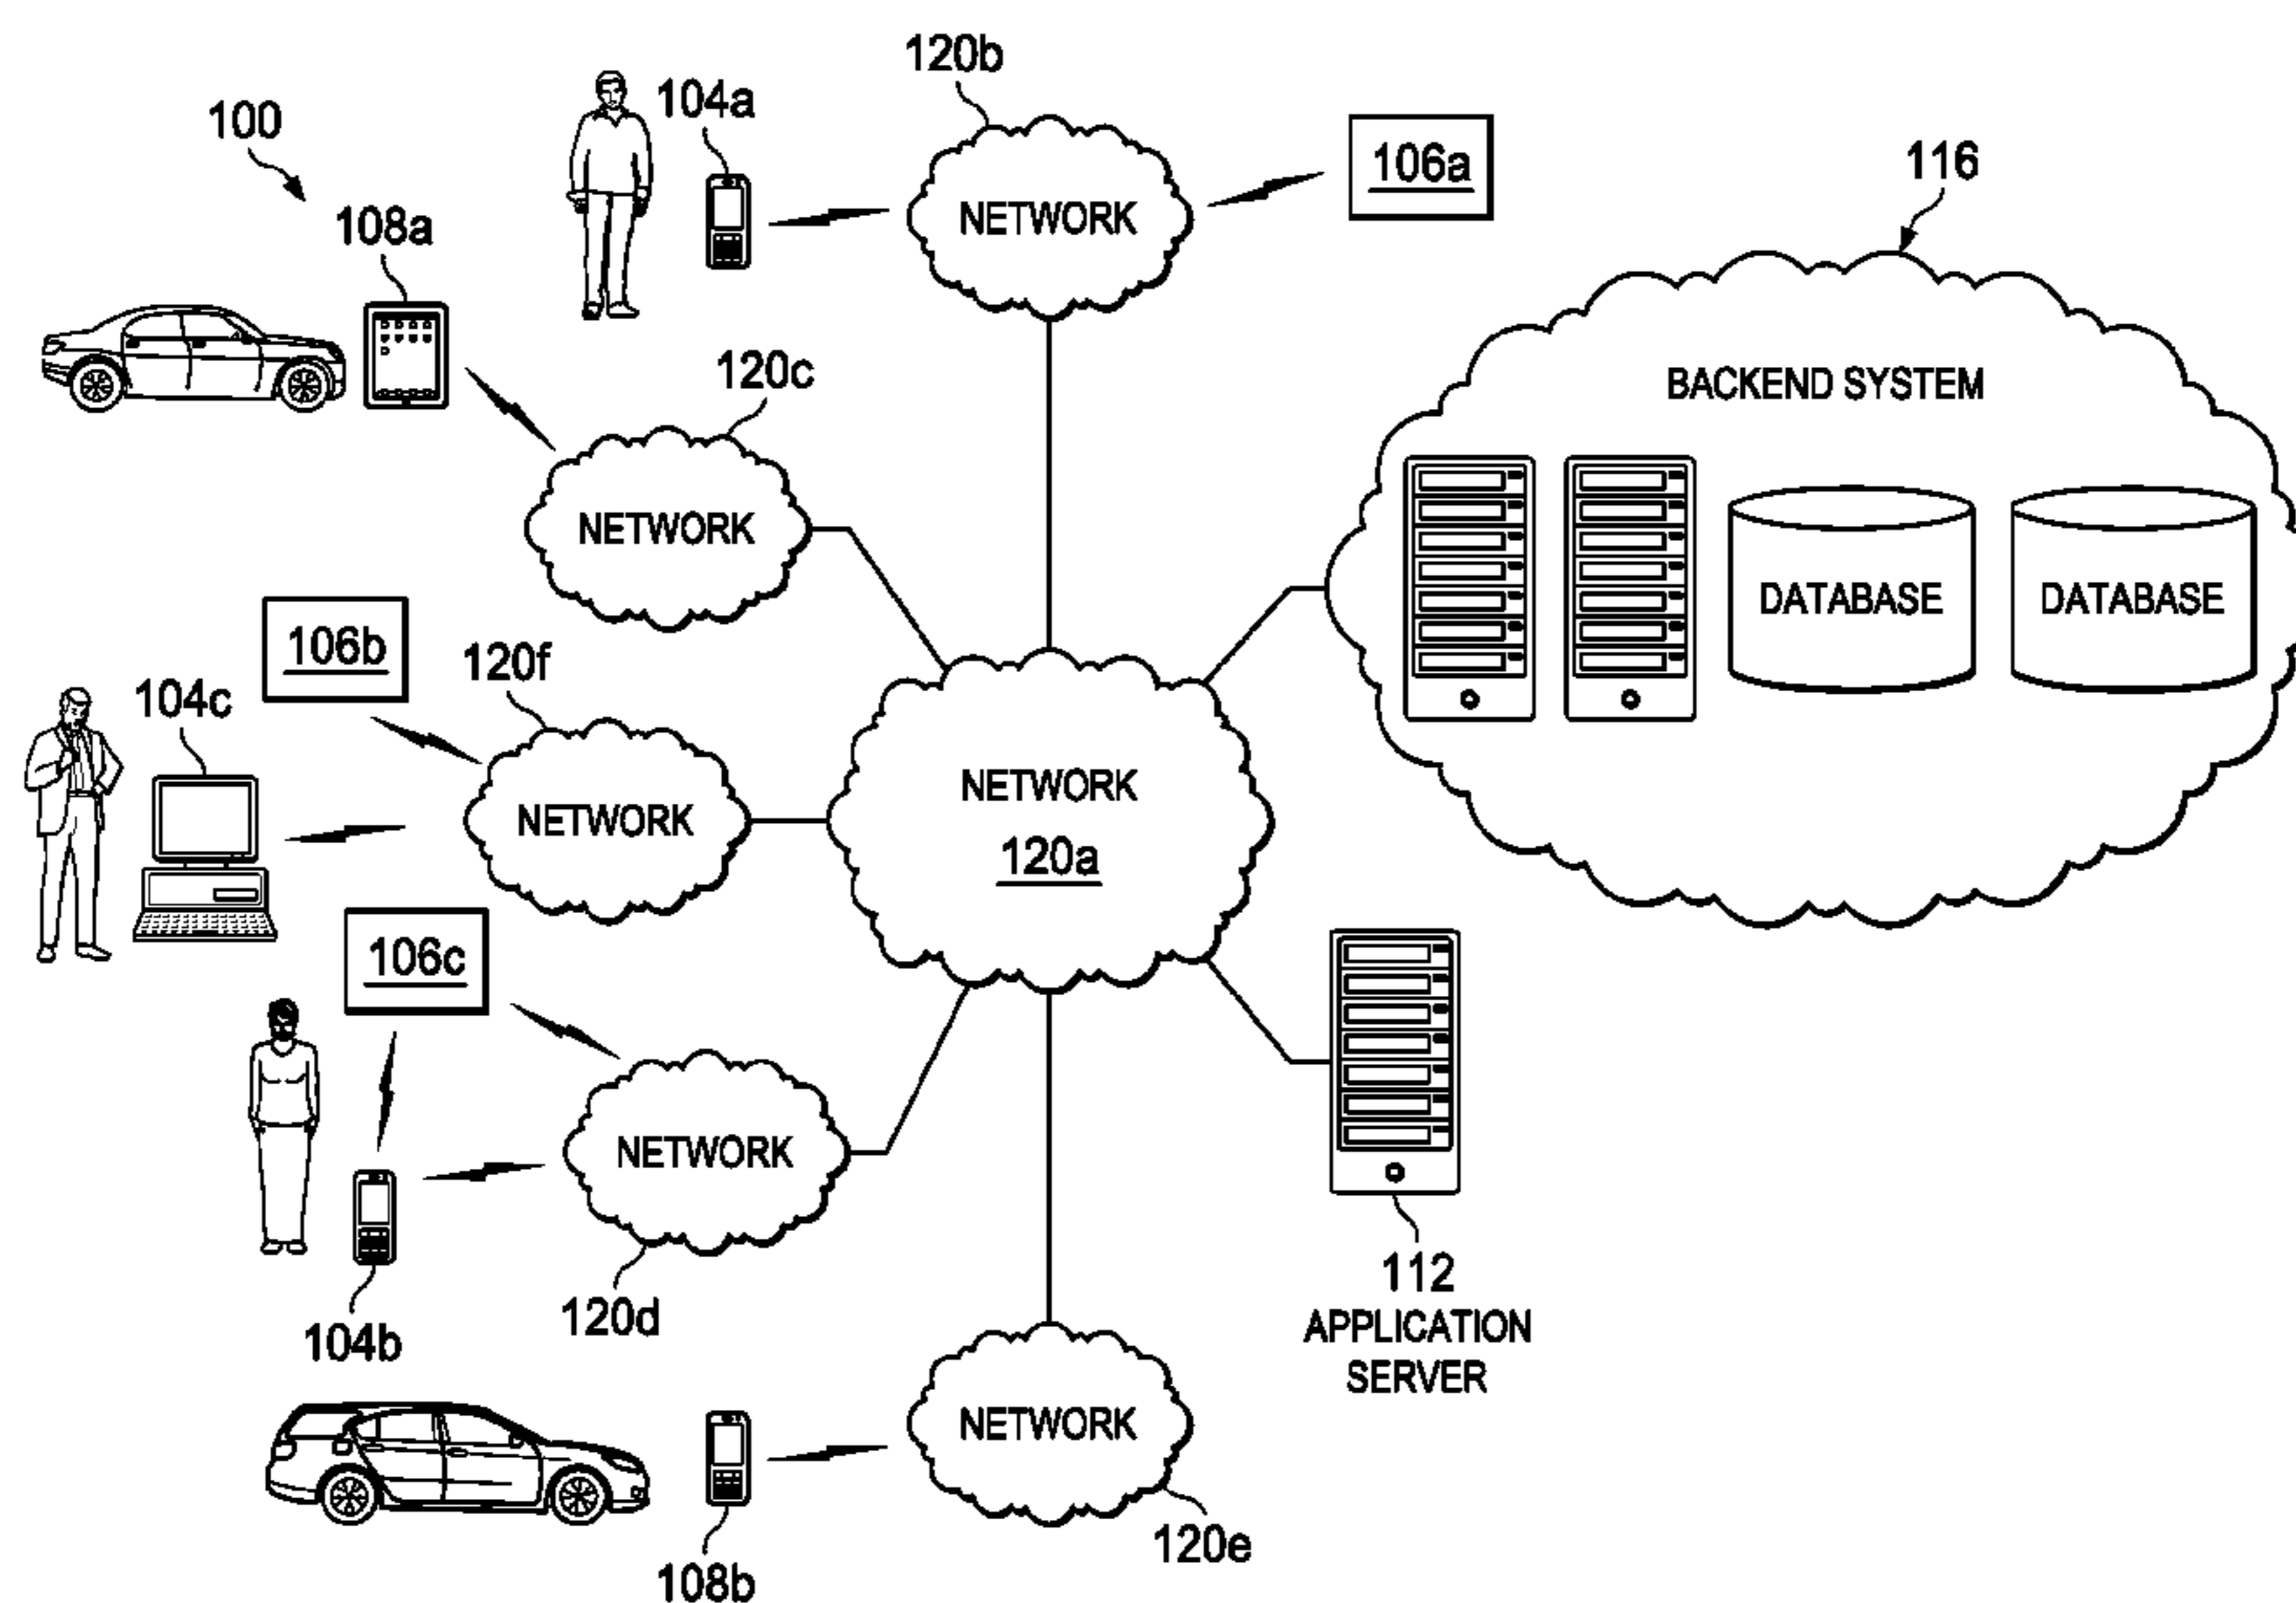 120b
104a
100
106a
116
NETWORK
108a
120c
BACKEND SYSTEM
NETWORK
DATABASE
DATABASE
106b
120f
104c
NETWORK
NETWORK
120a
106c
NETWORK
112
120d
104b
APPLICATION
SERVER
NETWORK
120e
108b